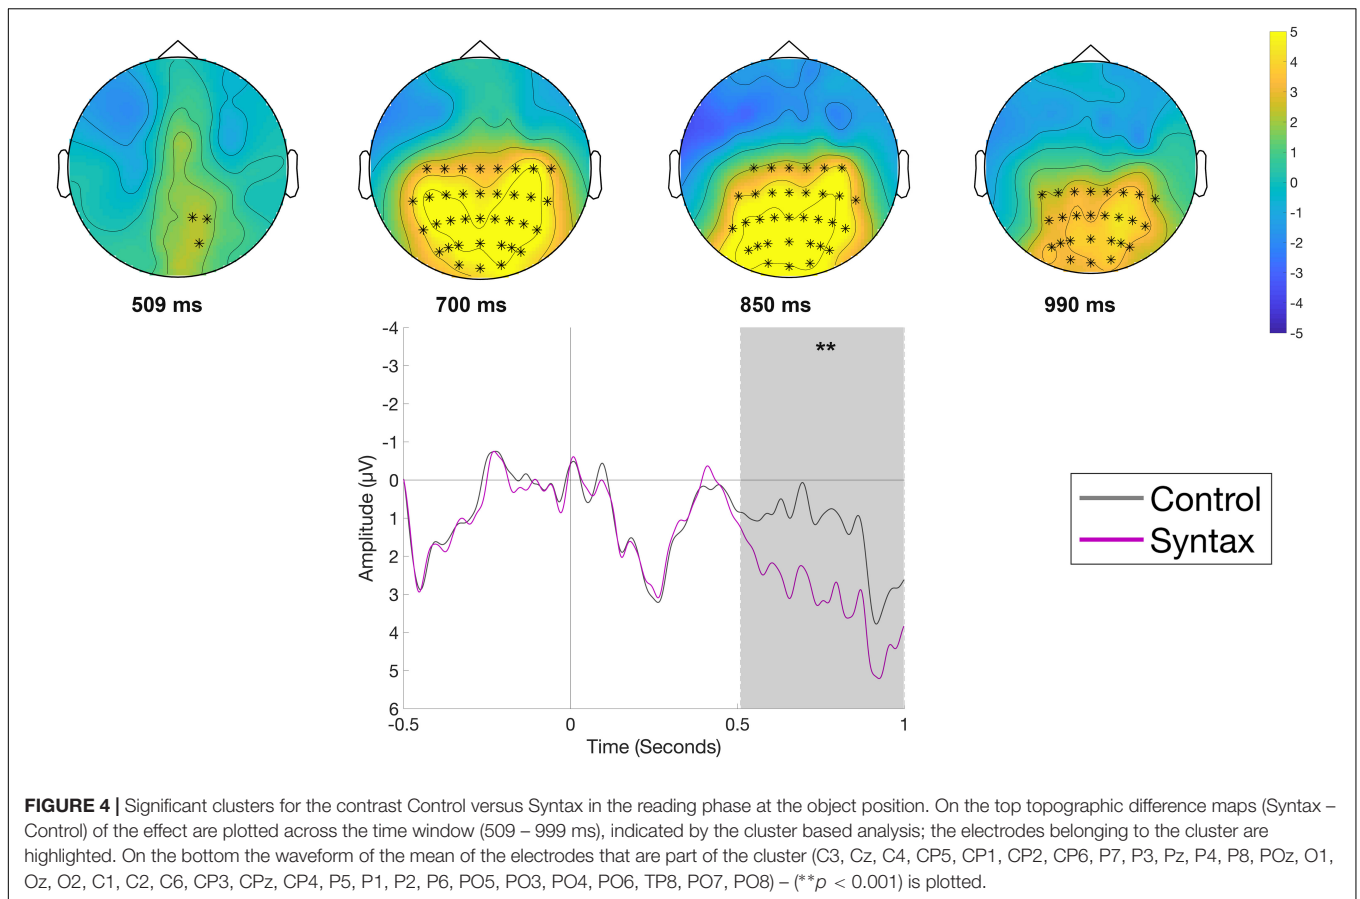 5
4
3
2
1
0
-1
-2
-3
-4
-5
509 ms
700 ms
850 ms
990 ms
-4
-3
-2
-1
0
1
2
3
4
5
6
Amplitude (µV)
**
-0.5
0
0.5
1
Time (Seconds)
Control
Syntax
FIGURE 4 | Significant clusters for the contrast Control versus Syntax in the reading phase at the object position. On the top topographic difference maps (Syntax –
Control) of the effect are plotted across the time window (509 – 999 ms), indicated by the cluster based analysis; the electrodes belonging to the cluster are
highlighted. On the bottom the waveform of the mean of the electrodes that are part of the cluster (C3, Cz, C4, CP5, CP1, CP2, CP6, P7, P3, Pz, P4, P8, POz, O1,
Oz, O2, C1, C2, C6, CP3, CPz, CP4, P5, P1, P2, P6, PO5, PO3, PO4, PO6, TP8, PO7, PO8) – (**p < 0.001) is plotted.